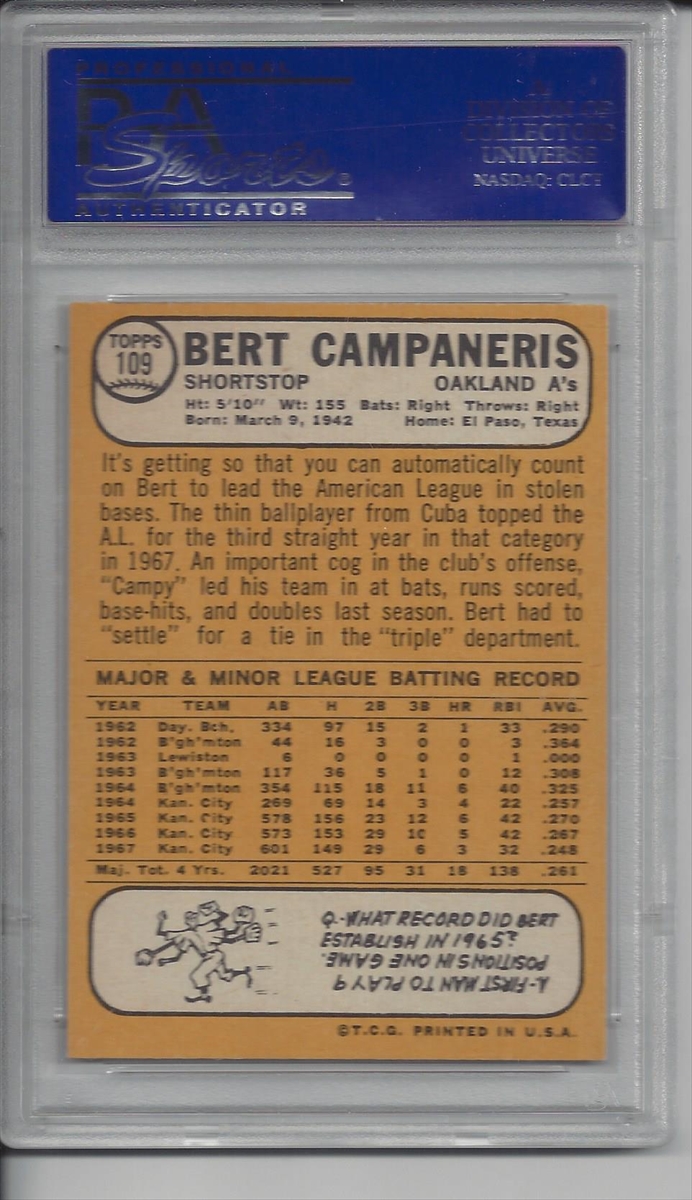 PROFESSIONAL
PSA
Sports®
AUTHENTICATOR
A
DIVISION OF
COLLECTORS
UNIVERSE
NASDAQ: CLCT
TOPPS
109
BERT CAMPANERIS
SHORTSTOP OAKLAND A's
Ht: 5'10" Wt: 155 Bats: Right Throws: Right
Born: March 9, 1942 Home: El Paso, Texas
It's getting so that you can automatically count
on Bert to lead the American League in stolen
bases. The thin ballplayer from Cuba topped the
A.L. for the third straight year in that category
in 1967. An important cog in the club's offense,
"Campy" led his team in at bats, runs scored,
base-hits, and doubles last season. Bert had to
"settle" for a tie in the "triple" department.
MAJOR & MINOR LEAGUE BATTING RECORD
YEAR TEAM AB H 2B 3B HR RBI AVG.
1962 Day. Bch. 334 97 15 2 1 33 .290
1962 B'gh'mton 44 16 3 0 0 3 .364
1963 Lewiston 6 0 0 0 0 1 .000
1963 B'gh'mton 117 36 5 1 0 12 .308
1964 B'gh'mton 354 115 18 11 6 40 .325
1964 Kan. City 269 69 14 3 4 22 .257
1965 Kan. City 578 156 23 12 6 42 .270
1966 Kan. City 573 153 29 10 5 42 .267
1967 Kan. City 601 149 29 6 3 32 .248
Maj. Tot. 4 Yrs. 2021 527 95 31 18 138 .261
Q.-WHAT RECORD DID BERT
ESTABLISH IN 1965?
A-FIRST MAN TO PLAY 9
POSITIONS IN ONE GAME.
©T.C.G. PRINTED IN U.S.A.